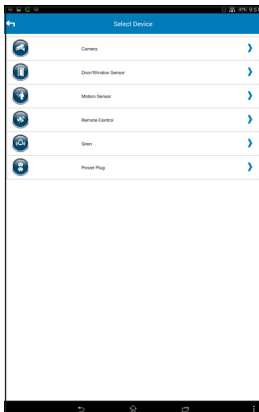 Select Device
Camera
Door/Window Sensor
Motion Sensor
Remote Control
Siren
Power Plug